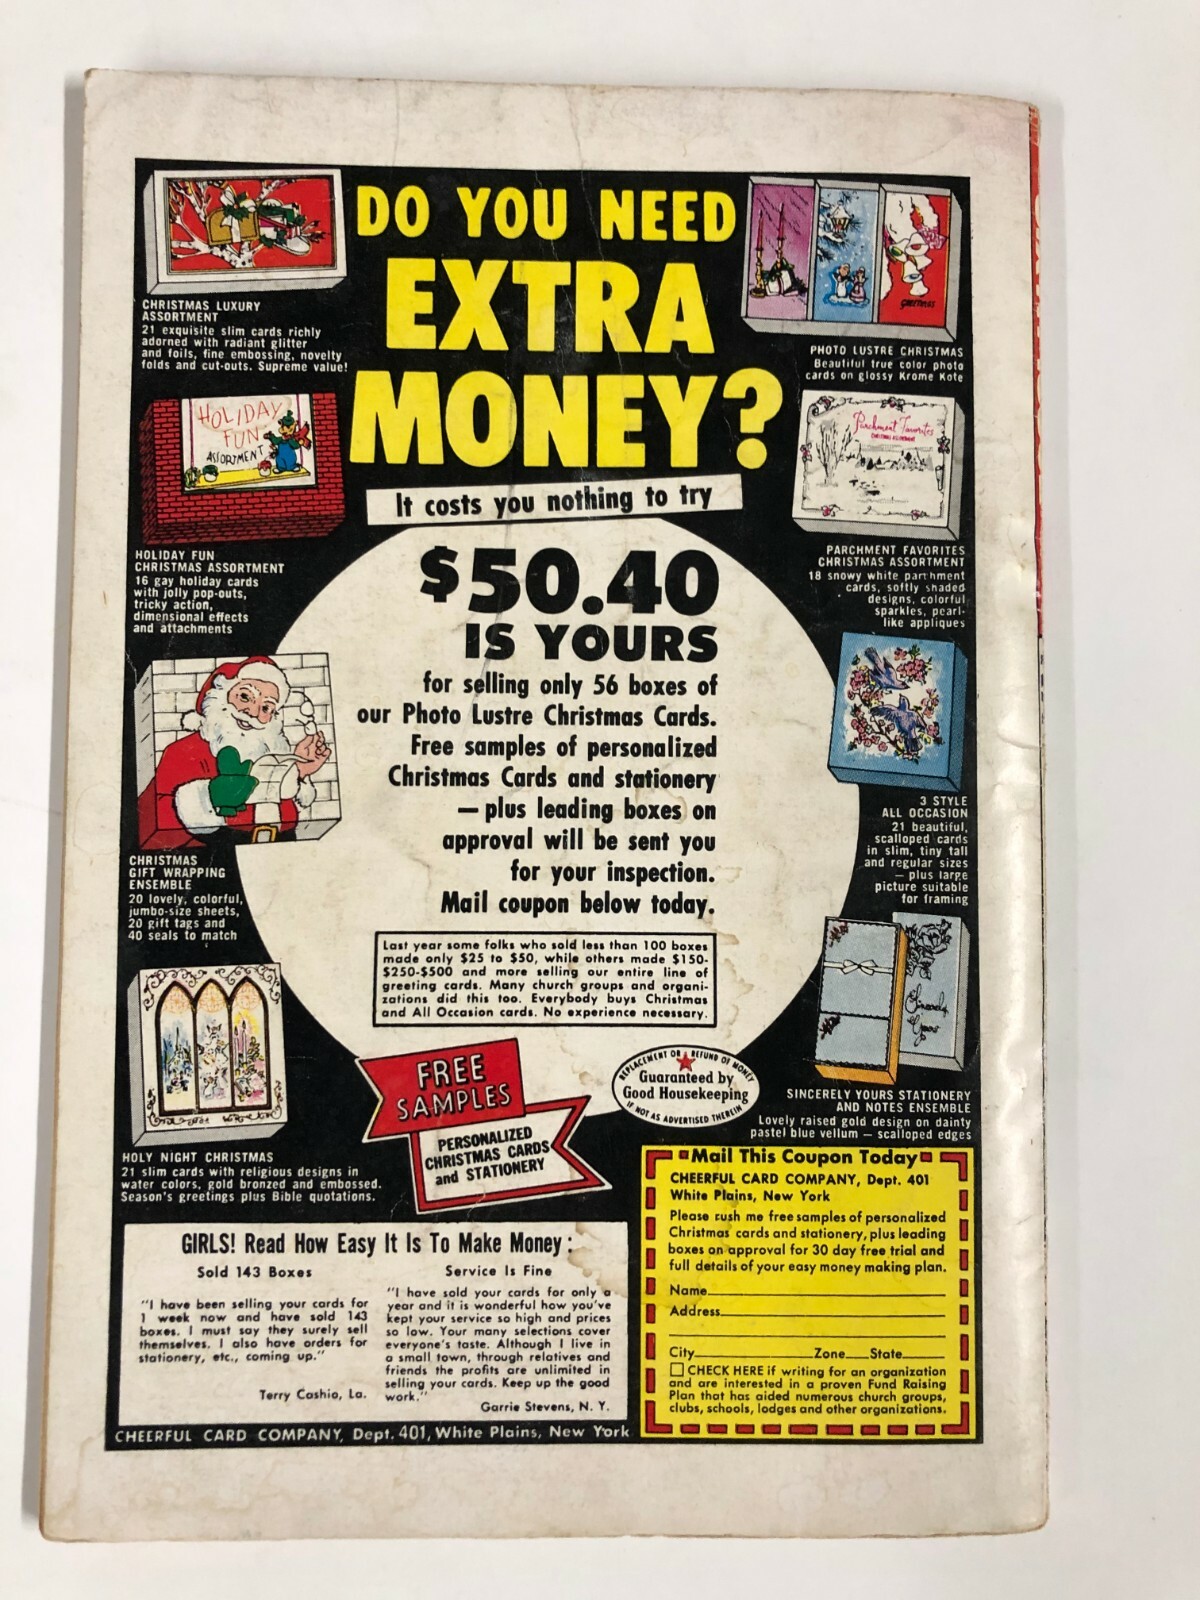 DO YOU NEED
EXTRA
MONEY?
It costs you nothing to try
$50.40
IS YOURS
for selling only 56 boxes of
our Photo Lustre Christmas Cards.
Free samples of personalized
Christmas Cards and stationery
— plus leading boxes on
approval will be sent you
for your inspection.
Mail coupon below today.
Last year some folks who sold less than 100 boxes
made only $25 to $50, while others made $150-
$250-$500 and more selling our entire line of
greeting cards. Many church groups and organi-
zations did this too. Everybody buys Christmas
and All Occasion cards. No experience necessary.
CHRISTMAS LUXURY
ASSORTMENT
21 exquisite slim cards richly
adorned with radiant glitter
and foils, fine embossing, novelty
folds and cut-outs. Supreme value!
HOLIDAY
FUN
ASSORTMENT
HOLIDAY FUN
CHRISTMAS ASSORTMENT
16 gay holiday cards
with jolly pop-outs,
tricky action,
dimensional effects
and attachments
CHRISTMAS
GIFT WRAPPING
ENSEMBLE
20 lovely, colorful,
jumbo-size sheets,
20 gift tags and
40 seals to match
HOLY NIGHT CHRISTMAS
21 slim cards with religious designs in
water colors, gold bronzed and embossed.
Season's greetings plus Bible quotations.
GREETINGS
PHOTO LUSTRE CHRISTMAS
Beautiful true color photo
cards on glossy Krome Kote
Parchment Favorites
CHRISTMAS ASSORTMENT
PARCHMENT FAVORITES
CHRISTMAS ASSORTMENT
18 snowy white parchment
cards, softly shaded
designs, colorful
sparkles, pearl-
like appliques
3 STYLE
ALL OCCASION
21 beautiful,
scalloped cards
in slim, tiny tall
and regular sizes
— plus large
picture suitable
for framing
Sincerely
Yours
SINCERELY YOURS STATIONERY
AND NOTES ENSEMBLE
Lovely raised gold design on dainty
pastel blue vellum — scalloped edges
FREE
SAMPLES
PERSONALIZED
CHRISTMAS CARDS
and STATIONERY
REPLACEMENT OR REFUND OF MONEY
Guaranteed by
Good Housekeeping
IF NOT AS ADVERTISED THEREIN
GIRLS! Read How Easy It Is To Make Money:
Sold 143 Boxes
"I have been selling your cards for
1 week now and have sold 143
boxes. I must say they surely sell
themselves. I also have orders for
stationery, etc., coming up."
Terry Cashio, La.
Service Is Fine
"I have sold your cards for only a
year and it is wonderful how you've
kept your service so high and prices
so low. Your many selections cover
everyone's taste. Although I live in
a small town, through relatives and
friends the profits are unlimited in
selling your cards. Keep up the good
work."
Garrie Stevens, N. Y.
CHEERFUL CARD COMPANY, Dept. 401, White Plains, New York
Mail This Coupon Today
CHEERFUL CARD COMPANY, Dept. 401
White Plains, New York
Please rush me free samples of personalized
Christmas cards and stationery, plus leading
boxes on approval for 30 day free trial and
full details of your easy money making plan.
Name
Address
City Zone State
CHECK HERE if writing for an organization
and are interested in a proven Fund Raising
Plan that has aided numerous church groups,
clubs, schools, lodges and other organizations.